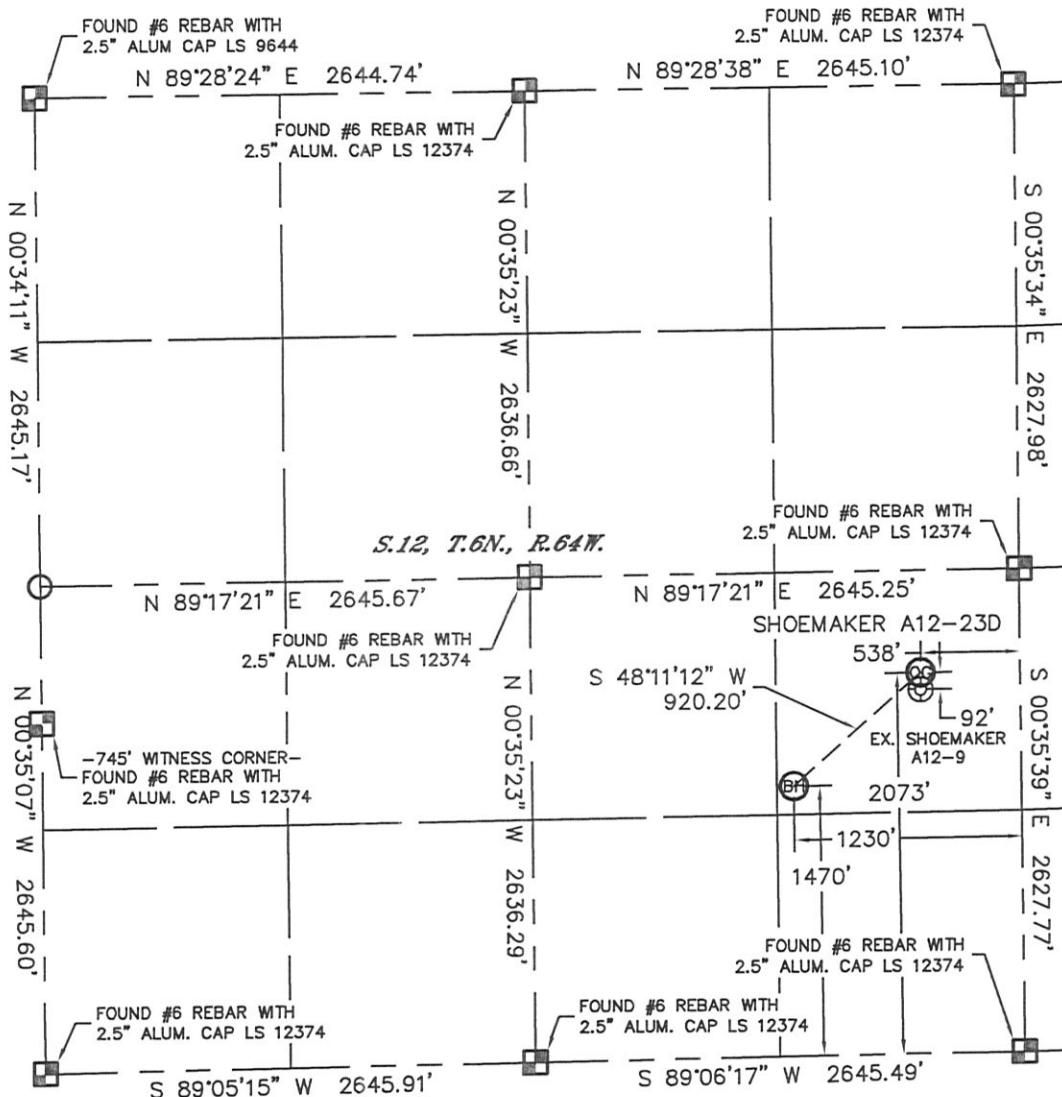 FOUND #6 REBAR WITH
2.5" ALUM CAP LS 9644
FOUND #6 REBAR WITH
2.5" ALUM. CAP LS 12374
N 89°28'24" E 2644.74'
N 89°28'38" E 2645.10'
FOUND #6 REBAR WITH
2.5" ALUM. CAP LS 12374
N 00°34'11" W 2645.17'
N 00°35'23" W 2636.66'
S 00°35'34" E 2627.98'
FOUND #6 REBAR WITH
2.5" ALUM. CAP LS 12374
S.12, T.6N., R.64W.
N 89°17'21" E 2645.67'
N 89°17'21" E 2645.25'
FOUND #6 REBAR WITH
2.5" ALUM. CAP LS 12374
SHOEMAKER A12-23D
538'
OG
S 48°11'12" W
920.20'
92'
EX. SHOEMAKER
A12-9
N 00°35'07" W 2645.60'
-745' WITNESS CORNER-
FOUND #6 REBAR WITH
2.5" ALUM. CAP LS 12374
N 00°35'23" W 2636.29'
S 00°35'39" E 2627.77'
BH
2073'
1230'
1470'
FOUND #6 REBAR WITH
2.5" ALUM. CAP LS 12374
FOUND #6 REBAR WITH
2.5" ALUM. CAP LS 12374
FOUND #6 REBAR WITH
2.5" ALUM. CAP LS 12374
S 89°05'15" W 2645.91'
S 89°06'17" W 2645.49'